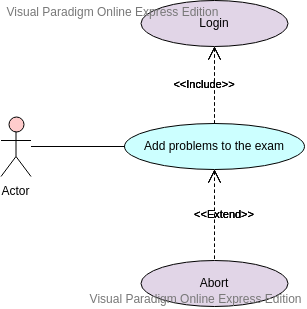 Visual Paradigm Online Express Edition
Login
<<Include>>
Add problems to the exam
Actor
<<Extend>>
Abort
Visual Paradigm Online Express Edition